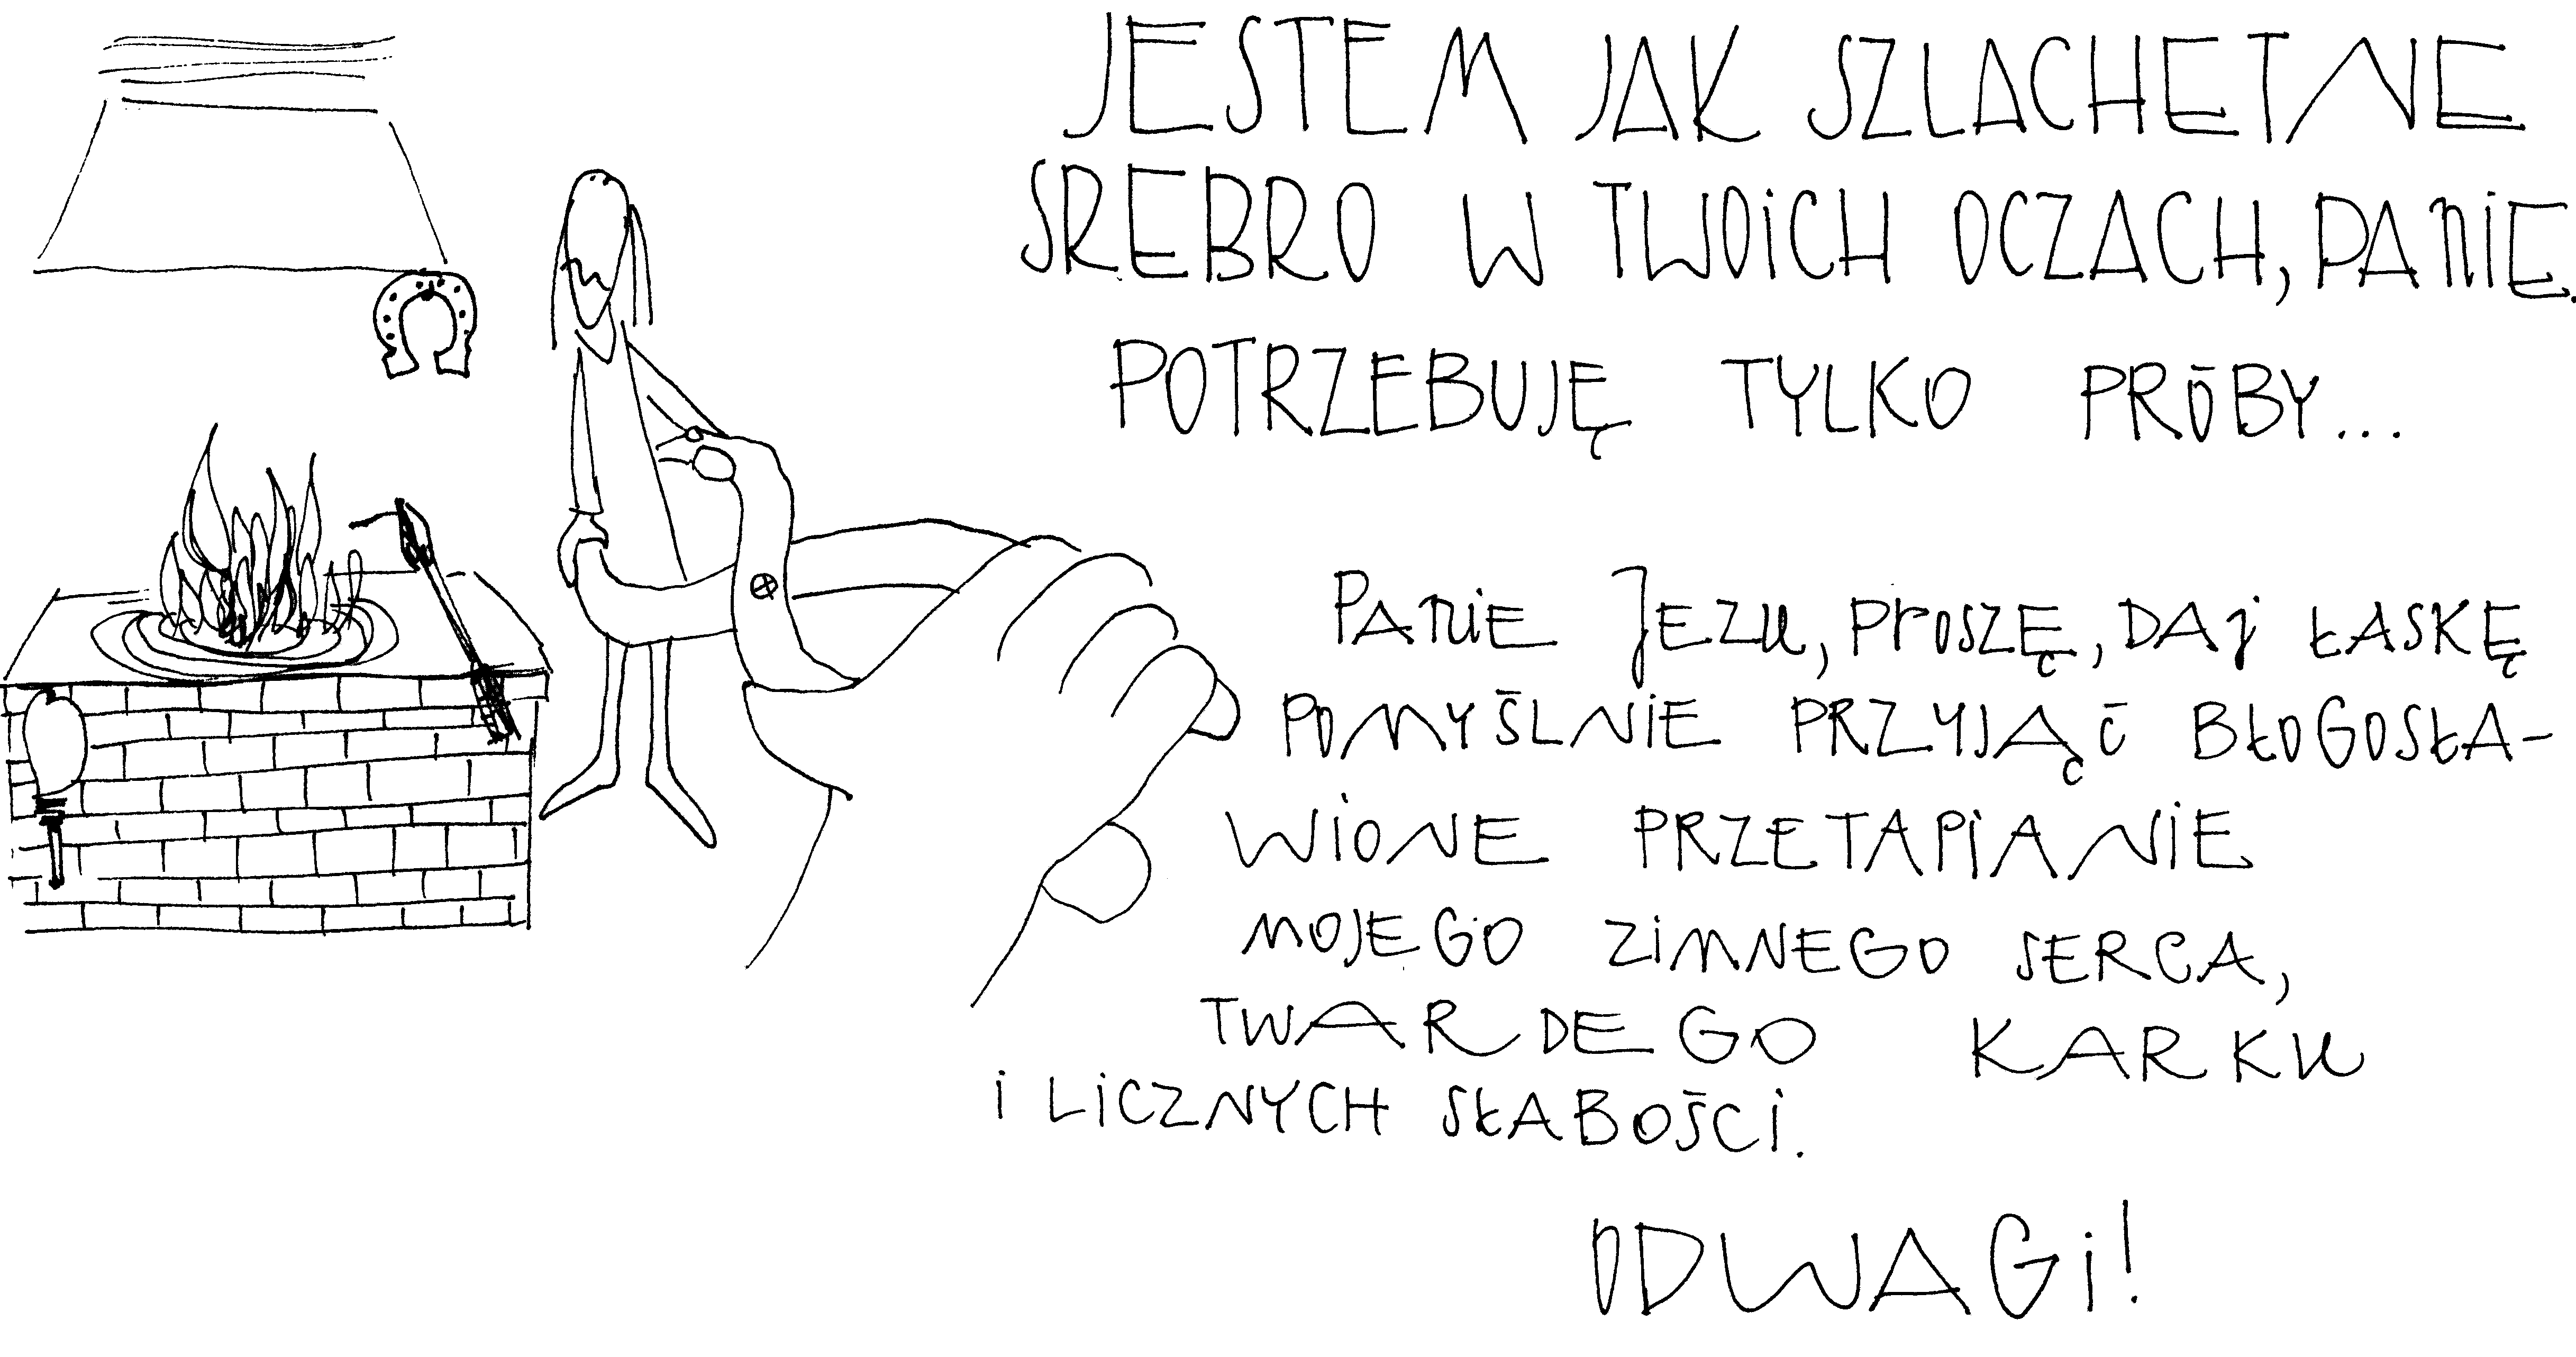 JESTEM JAK SZLACHETNE
SREBRO W TWOiCH OCZACH, PANiE.
POTRZEBUJĘ TYLKO PRÓBY...
PANiE JEZU, PROSZĘ, DAj ŁASKĘ
POMYŚLNiE PRZYJĄĆ BŁOGOSŁA-
WiONE PRZETAPiANiE
MOJEGO ZiMNEGO SERCA,
TWARDEGO KARKU
i LiCZNYCH SŁABOŚCi.
ODWAGi!